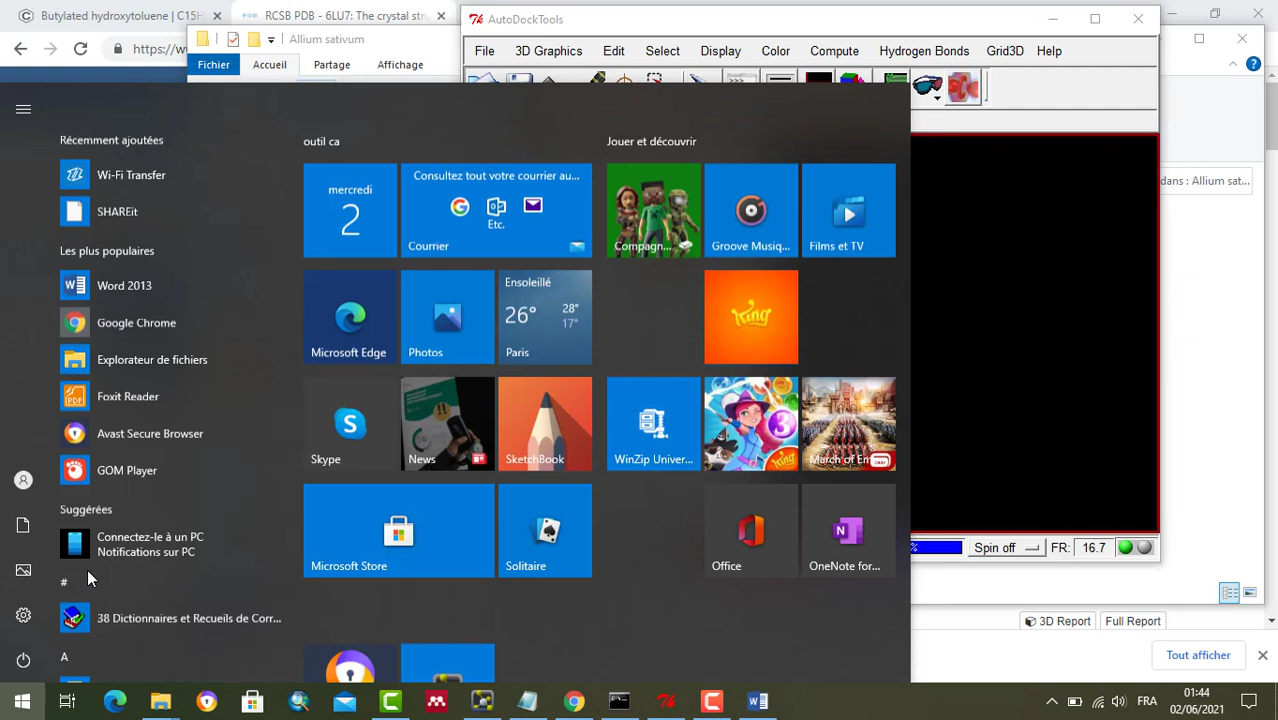 Butylated hydroxytoluene | C15H
RCSB PDB - 6LU7: The crystal str
AutoDockTools
https://w
Allium sativum
File 3D Graphics Edit Select Display Color Compute Hydrogen Bonds Grid3D Help
Fichier Accueil Partage Affichage
Récemment ajoutées
Wi-Fi Transfer
SHAREit
Les plus populaires
Word 2013
Google Chrome
Explorateur de fichiers
Foxit Reader
Avast Secure Browser
GOM Player
Suggérées
Connectez-le à un PC
Notifications sur PC
#
38 Dictionnaires et Recueils de Corr...
A
outil ca
mercredi
2
Consultez tout votre courrier au...
Etc.
Courrier
Microsoft Edge
Photos
Ensoleillé
26° 28°
17°
Paris
Skype
News
SketchBook
Microsoft Store
Solitaire
Jouer et découvrir
Compagn...
Groove Musiq...
Films et TV
King
WinZip Univer...
3
King
March of Em
Office
OneNote for...
dans : Allium sat...
% Spin off FR: 16.7
3D Report Full Report
Tout afficher
FRA
01:44
02/06/2021